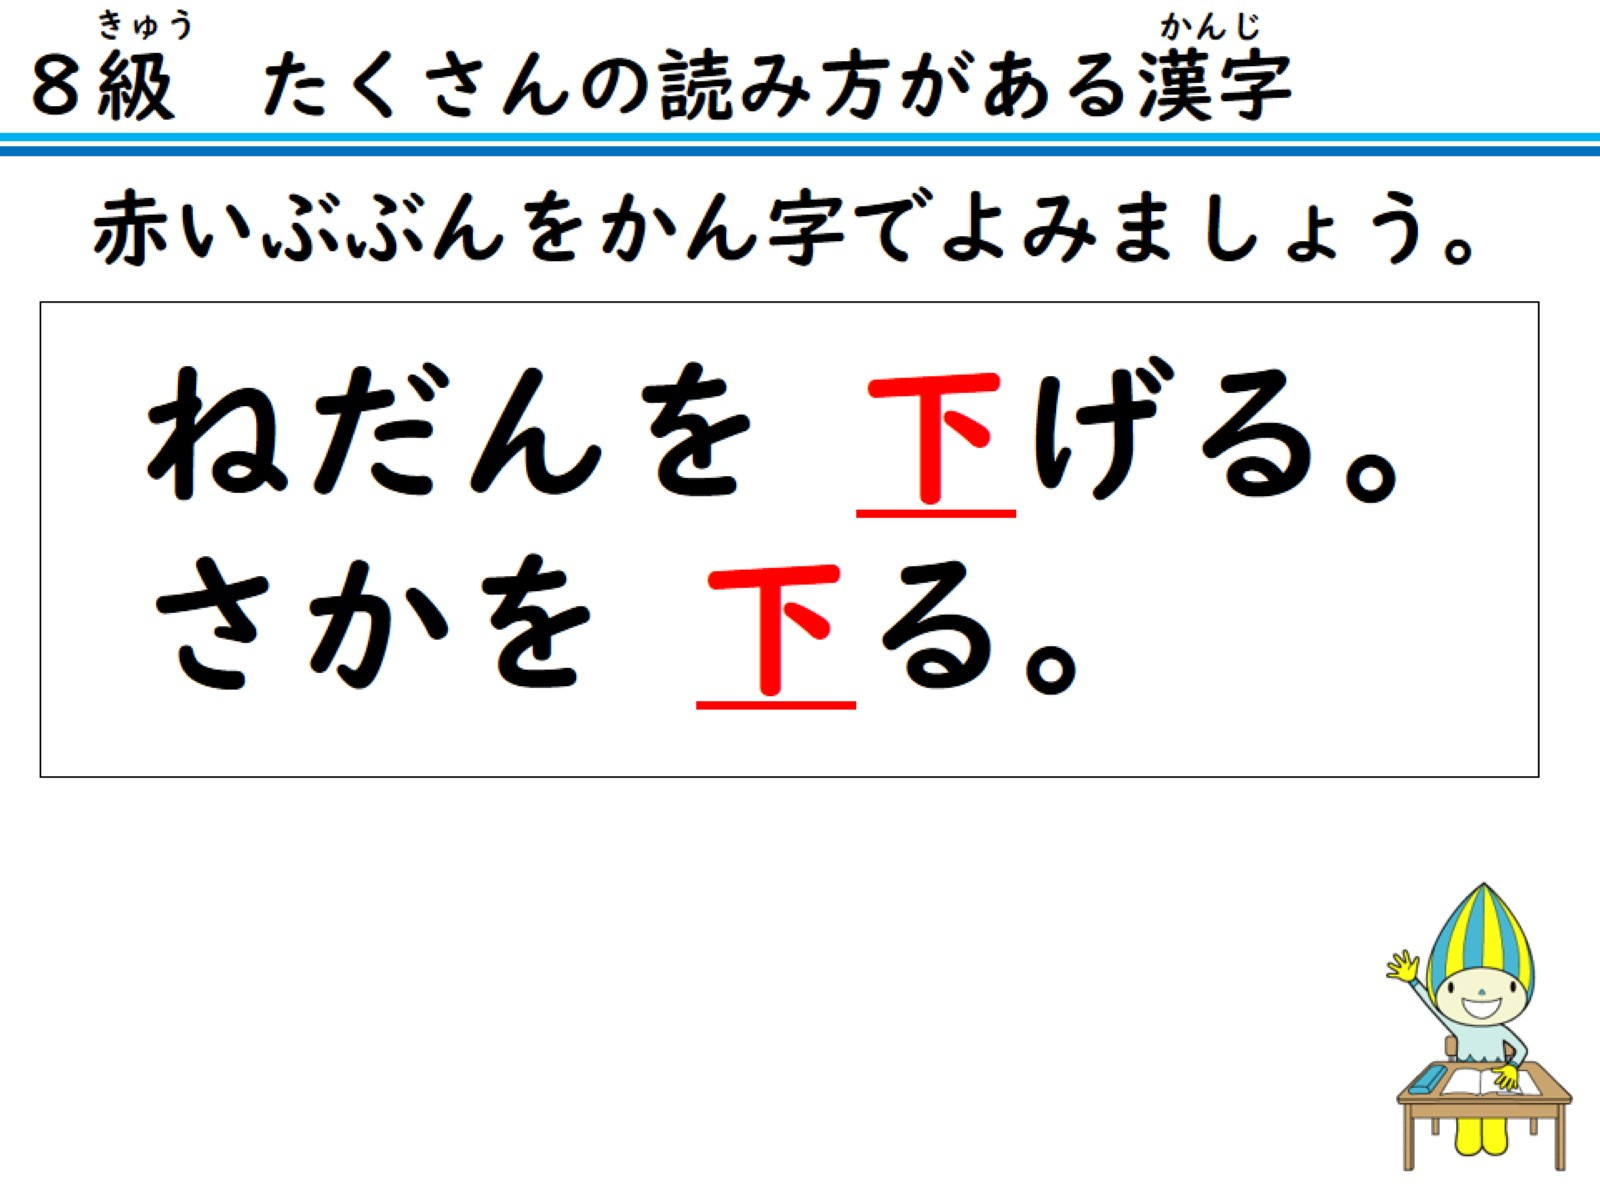 きゅう かんじ
８級　たくさんの読み方がある漢字
赤いぶぶんをかん字でよみましょう。
ねだんを 下げる。
さかを 下る。